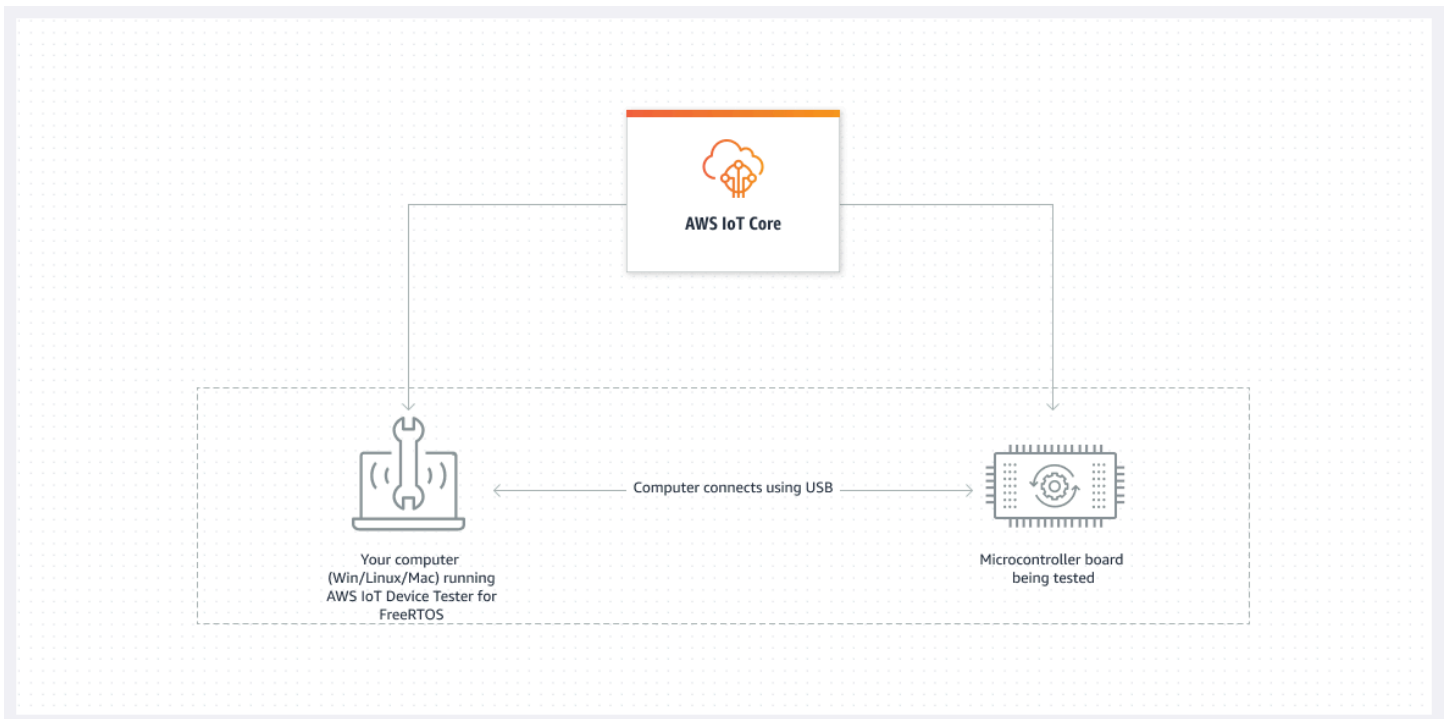 AWS IoT Core
Computer connects using USB
Your computer
(Win/Linux/Mac) running
AWS IoT Device Tester for
FreeRTOS
Microcontroller board
being tested